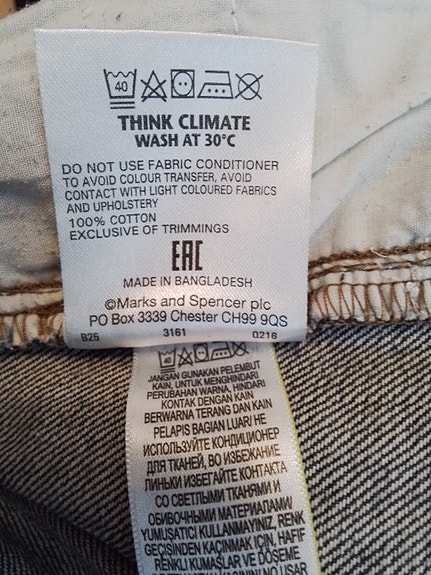 40
THINK CLIMATE
WASH AT 30°C
DO NOT USE FABRIC CONDITIONER
TO AVOID COLOUR TRANSFER, AVOID
CONTACT WITH LIGHT COLOURED FABRICS
AND UPHOLSTERY
100% COTTON
EXCLUSIVE OF TRIMMINGS
EAC
MADE IN BANGLADESH
©Marks and Spencer plc
PO Box 3339 Chester CH99 9QS
B25 3161 0216
JANGAN GUNAKAN PELEMBUT
KAIN, UNTUK MENGHINDARI
PERUBAHAN WARNA, HINDARI
KONTAK DENGAN KAIN
BERWARNA TERANG DAN KAIN
PELAPIS BAGIAN LUAR/ НЕ
ИСПОЛЬЗУЙТЕ КОНДИЦИОНЕР
ДЛЯ ТКАНЕЙ, ВО ИЗБЕЖАНИЕ
ЛИНЬКИ ИЗБЕГАЙТЕ КОНТАКТА
СО СВЕТЛЫМИ ТКАНЯМИ И
ОБИВОЧНЫМИ МАТЕРИАЛАМИ/
YUMUŞATICI KULLANMAYINIZ, RENK
GEÇİŞİNDEN KAÇINMAK İÇİN, HAFİF
RENKLİ KUMAŞLAR VE DÖŞEME